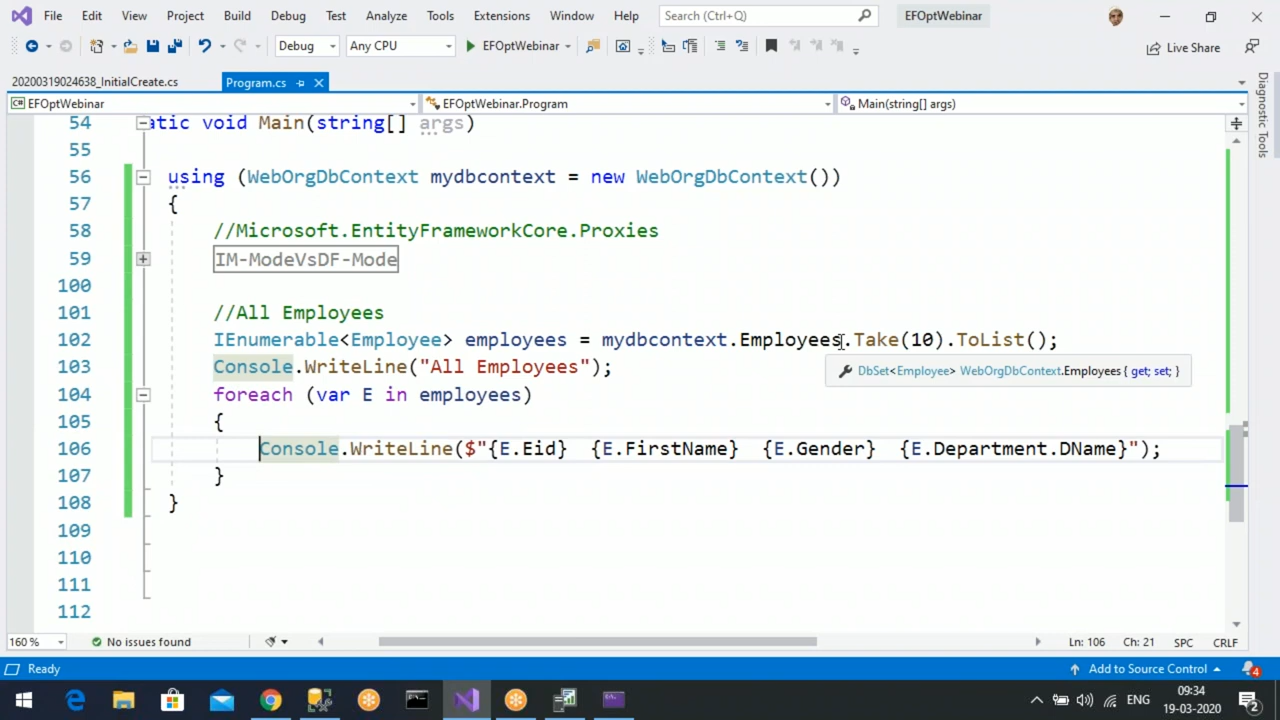 File Edit View Project Build Debug Test Analyze Tools Extensions Window Help Search (Ctrl+Q) EFOptWebinar
Debug Any CPU EFOptWebinar Live Share
20200319024638_InitialCreate.cs Program.cs
EFOptWebinar EFOptWebinar.Program Main(string[] args)
54 atic void Main(string[] args)
55
56 using (WebOrgDbContext mydbcontext = new WebOrgDbContext())
57 {
58 //Microsoft.EntityFrameworkCore.Proxies
59 IM-ModeVsDF-Mode
100
101 //All Employees
102 IEnumerable<Employee> employees = mydbcontext.Employees.Take(10).ToList();
103 Console.WriteLine("All Employees");
DbSet<Employee> WebOrgDbContext.Employees { get; set; }
104 foreach (var E in employees)
105 {
106 Console.WriteLine($"{E.Eid}  {E.FirstName}  {E.Gender}  {E.Department.DName}");
107 }
108 }
109
110
111
112
Diagnostic Tools
160 % No issues found Ln: 106 Ch: 21 SPC CRLF
Ready Add to Source Control 4
ENG 09:34
19-03-2020 2